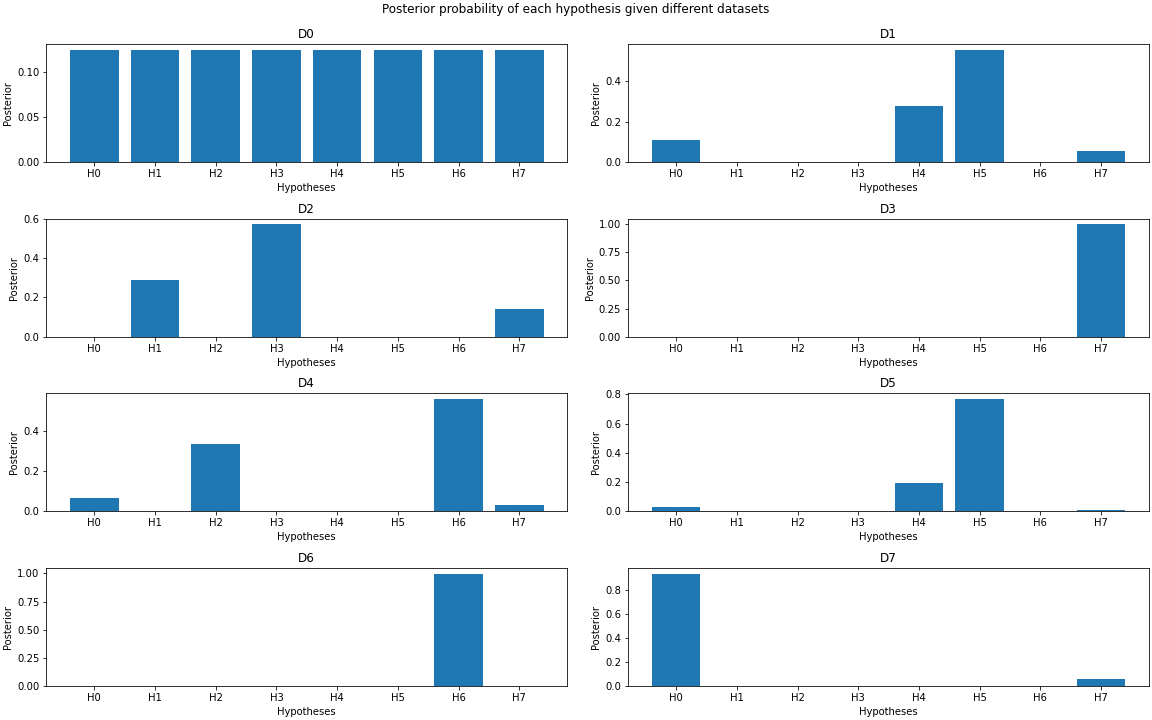 Posterior probability of each hypothesis given different datasets
D0
Posterior
0.10
0.05
0.00
H0 H1 H2 H3 H4 H5 H6 H7
Hypotheses
D1
Posterior
0.4
0.2
0.0
H0 H1 H2 H3 H4 H5 H6 H7
Hypotheses
D2
Posterior
0.6
0.4
0.2
0.0
H0 H1 H2 H3 H4 H5 H6 H7
Hypotheses
D3
Posterior
1.00
0.75
0.50
0.25
0.00
H0 H1 H2 H3 H4 H5 H6 H7
Hypotheses
D4
Posterior
0.4
0.2
0.0
H0 H1 H2 H3 H4 H5 H6 H7
Hypotheses
D5
Posterior
0.8
0.6
0.4
0.2
0.0
H0 H1 H2 H3 H4 H5 H6 H7
Hypotheses
D6
Posterior
1.00
0.75
0.50
0.25
0.00
H0 H1 H2 H3 H4 H5 H6 H7
Hypotheses
D7
Posterior
0.8
0.6
0.4
0.2
0.0
H0 H1 H2 H3 H4 H5 H6 H7
Hypotheses